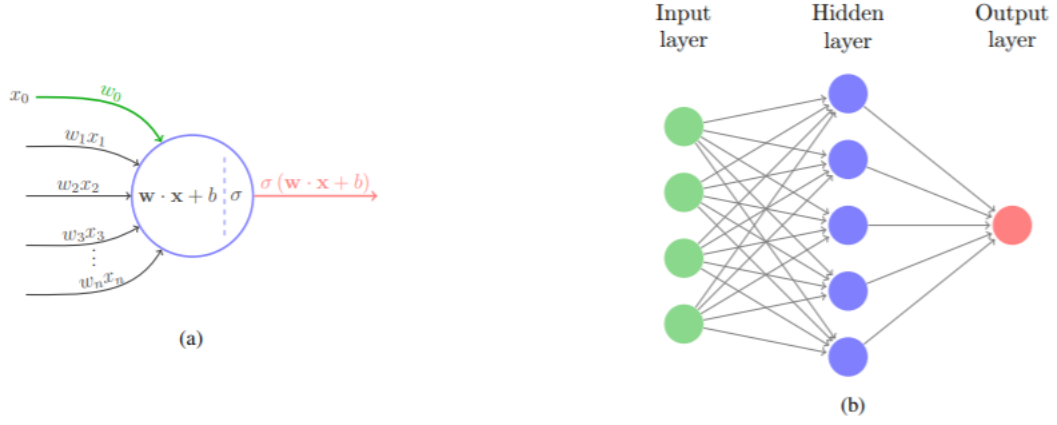 x₀
w₀
w₁x₁
w₂x₂
w₃x₃
⋮
wₙxₙ
w · x + b
σ
σ (w · x + b)
(a)
Input
layer
Hidden
layer
Output
layer
(b)